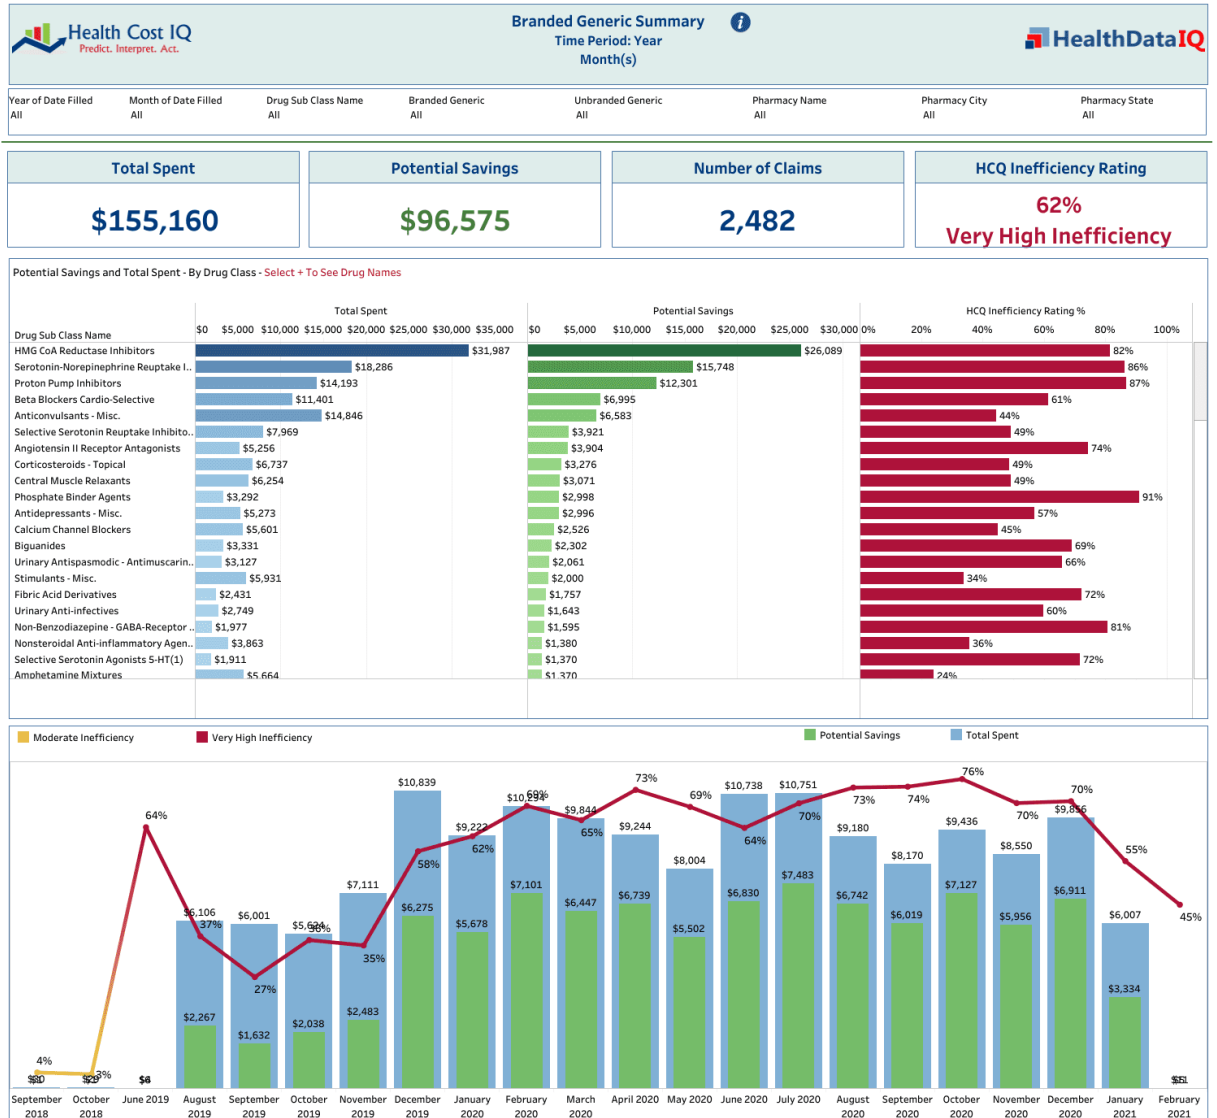 Health Cost IQ
Predict. Interpret. Act.
Branded Generic Summary
i
Time Period: Year
Month(s)
HealthDataIQ
Year of Date Filled Month of Date Filled Drug Sub Class Name Branded Generic Unbranded Generic Pharmacy Name Pharmacy City Pharmacy State
All All All All All All All All
Total Spent Potential Savings Number of Claims HCQ Inefficiency Rating
$155,160 $96,575 2,482 62%
Very High Inefficiency
Potential Savings and Total Spent - By Drug Class - Select + To See Drug Names
Total Spent Potential Savings HCQ Inefficiency Rating %
Drug Sub Class Name $0 $5,000 $10,000 $15,000 $20,000 $25,000 $30,000 $35,000 $0 $5,000 $10,000 $15,000 $20,000 $25,000 $30,000 0% 20% 40% 60% 80% 100%
HMG CoA Reductase Inhibitors $31,987 $26,089 82%
Serotonin-Norepinephrine Reuptake I.. $18,286 $15,748 86%
Proton Pump Inhibitors $14,193 $12,301 87%
Beta Blockers Cardio-Selective $11,401 $6,995 61%
Anticonvulsants - Misc. $14,846 $6,583 44%
Selective Serotonin Reuptake Inhibito.. $7,969 $3,921 49%
Angiotensin II Receptor Antagonists $5,256 $3,904 74%
Corticosteroids - Topical $6,737 $3,276 49%
Central Muscle Relaxants $6,254 $3,071 49%
Phosphate Binder Agents $3,292 $2,998 91%
Antidepressants - Misc. $5,273 $2,996 57%
Calcium Channel Blockers $5,601 $2,526 45%
Biguanides $3,331 $2,302 69%
Urinary Antispasmodic - Antimuscarin.. $3,127 $2,061 66%
Stimulants - Misc. $5,931 $2,000 34%
Fibric Acid Derivatives $2,431 $1,757 72%
Urinary Anti-infectives $2,749 $1,643 60%
Non-Benzodiazepine - GABA-Receptor .. $1,977 $1,595 81%
Nonsteroidal Anti-inflammatory Agen.. $3,863 $1,380 36%
Selective Serotonin Agonists 5-HT(1) $1,911 $1,370 72%
Amphetamine Mixtures $5,664 $1,370 24%
Moderate Inefficiency Very High Inefficiency Potential Savings Total Spent
4% 3% 64% 37% 27% 35% 58% 62% 69% 65% 73% 69% 64% 70% 73% 74% 76% 70% 70% 55% 45%
$6,106 $6,001 $7,111 $10,839 $9,222 $9,844 $9,244 $8,004 $10,738 $10,751 $9,180 $8,170 $9,436 $8,550 $9,856 $6,007
$2,267 $1,632 $2,038 $2,483 $6,275 $5,678 $7,101 $6,447 $6,739 $5,502 $6,830 $7,483 $6,742 $6,019 $7,127 $5,956 $6,911 $3,334
September 2018
October 2018
June 2019
August 2019
September 2019
October 2019
November 2019
December 2019
January 2020
February 2020
March 2020
April 2020
May 2020
June 2020
July 2020
August 2020
September 2020
October 2020
November 2020
December 2020
January 2021
February 2021